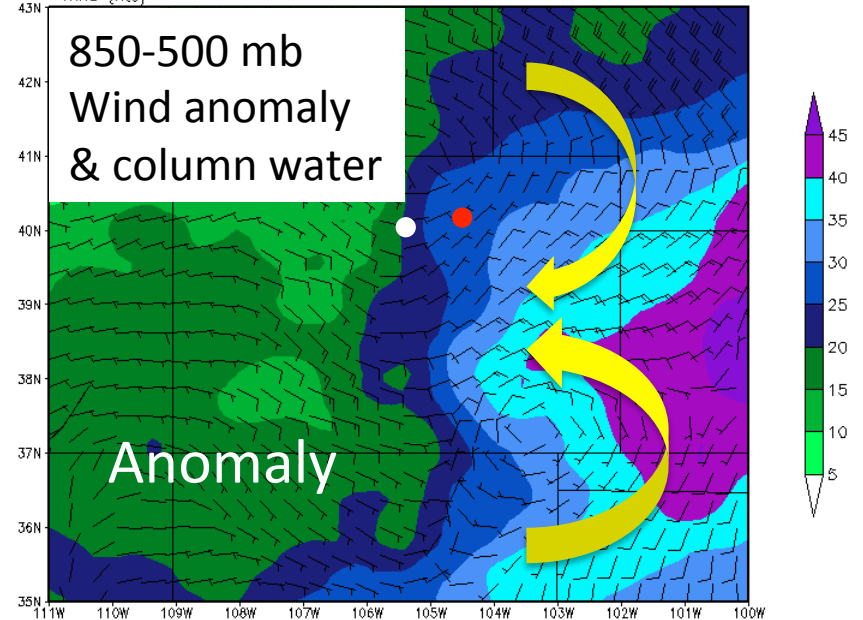 43N
850-500 mb
Wind anomaly
& column water
42N
41N
40N
39N
38N
37N
36N
35N
Anomaly
111W 110W 109W 108W 107W 106W 105W 104W 103W 102W 101W 100W
45
40
35
30
25
20
15
10
5